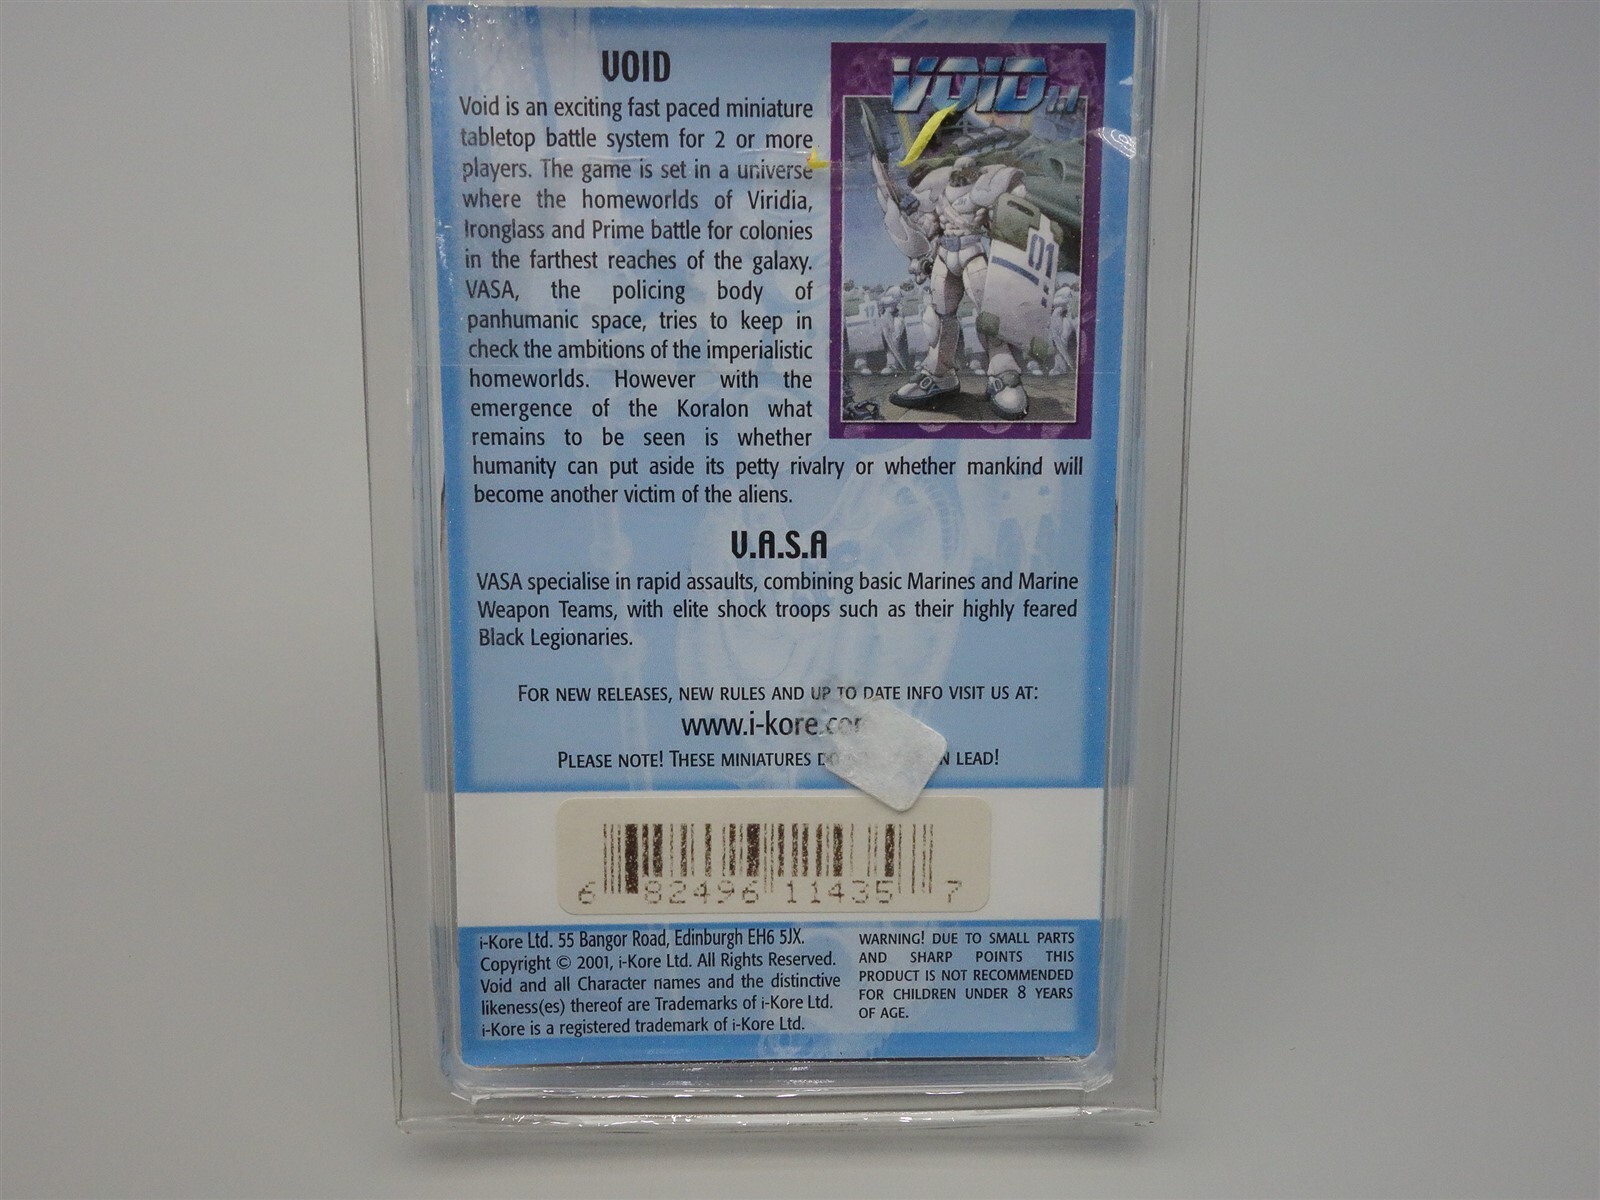 VOID
Void is an exciting fast paced miniature
tabletop battle system for 2 or more
players. The game is set in a universe
where the homeworlds of Viridia,
Ironglass and Prime battle for colonies
in the farthest reaches of the galaxy.
VASA, the policing body of
panhumanic space, tries to keep in
check the ambitions of the imperialistic
homeworlds. However with the
emergence of the Koralon what
remains to be seen is whether
humanity can put aside its petty rivalry or whether mankind will
become another victim of the aliens.
VOID 1.1
01
V.A.S.A
VASA specialise in rapid assaults, combining basic Marines and Marine
Weapon Teams, with elite shock troops such as their highly feared
Black Legionaries.
FOR NEW RELEASES, NEW RULES AND UP TO DATE INFO VISIT US AT:
www.i-kore.com
PLEASE NOTE! THESE MINIATURES LEAD!
6 82496 11435 7
i-Kore Ltd. 55 Bangor Road, Edinburgh EH6 5JX.
Copyright © 2001, i-Kore Ltd. All Rights Reserved.
Void and all Character names and the distinctive
likeness(es) thereof are Trademarks of i-Kore Ltd.
i-Kore is a registered trademark of i-Kore Ltd.
WARNING! DUE TO SMALL PARTS
AND SHARP POINTS THIS
PRODUCT IS NOT RECOMMENDED
FOR CHILDREN UNDER 8 YEARS
OF AGE.